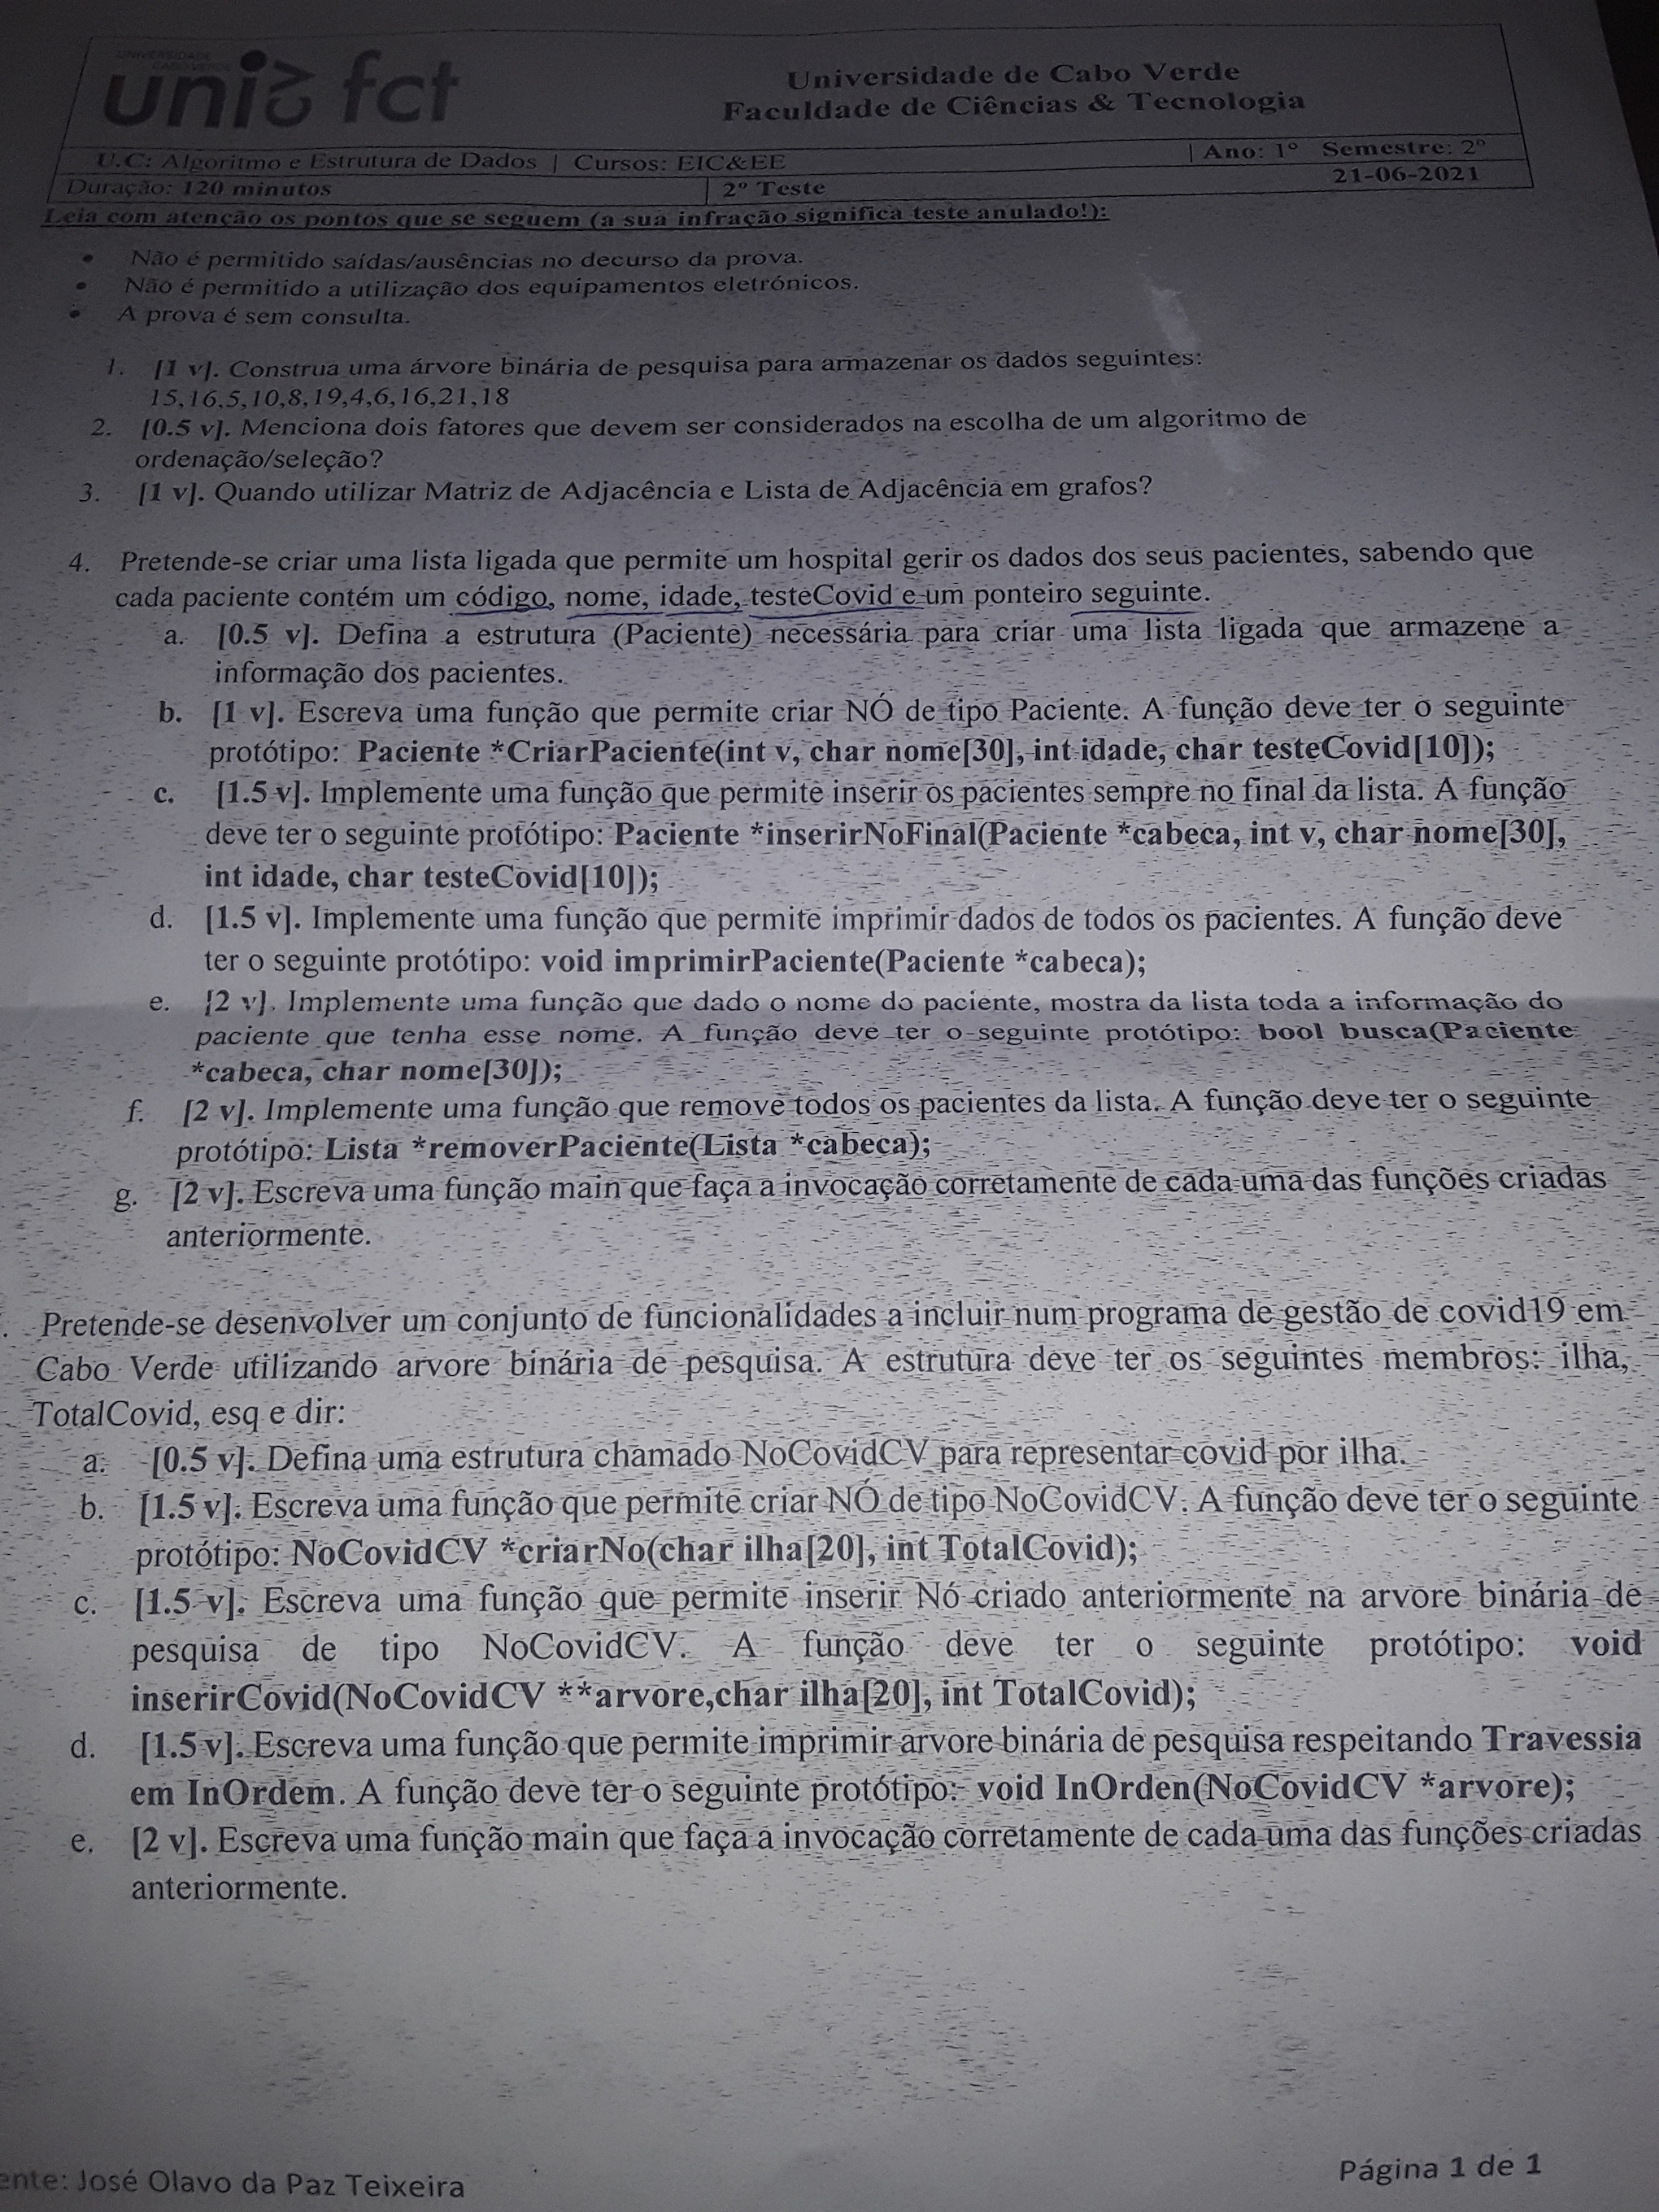 UNIVERSIDADE
uni fct
Universidade de Cabo Verde
Faculdade de Ciências & Tecnologia
U.C: Algoritmo e Estrutura de Dados | Cursos: EIC&EE | Ano: 1º Semestre: 2º
Duração: 120 minutos 2º Teste 21-06-2021
Leia com atenção os pontos que se seguem (a sua infração significa teste anulado!):
• Não é permitido saídas/ausências no decurso da prova.
• Não é permitido a utilização dos equipamentos eletrónicos.
• A prova é sem consulta.
1. [1 v]. Construa uma árvore binária de pesquisa para armazenar os dados seguintes:
15,16,5,10,8,19,4,6,16,21,18
2. [0.5 v]. Menciona dois fatores que devem ser considerados na escolha de um algoritmo de
ordenação/seleção?
3. [1 v]. Quando utilizar Matriz de Adjacência e Lista de Adjacência em grafos?
4. Pretende-se criar uma lista ligada que permite um hospital gerir os dados dos seus pacientes, sabendo que
cada paciente contém um código, nome, idade, testeCovid e um ponteiro seguinte.
a. [0.5 v]. Defina a estrutura (Paciente) necessária para criar uma lista ligada que armazene a
informação dos pacientes.
b. [1 v]. Escreva uma função que permite criar NÓ de tipo Paciente. A função deve ter o seguinte
protótipo: Paciente *CriarPaciente(int v, char nome[30], int idade, char testeCovid[10]);
c. [1.5 v]. Implemente uma função que permite inserir os pacientes sempre no final da lista. A função
deve ter o seguinte protótipo: Paciente *inserirNoFinal(Paciente *cabeca, int v, char nome[30],
int idade, char testeCovid[10]);
d. [1.5 v]. Implemente uma função que permite imprimir dados de todos os pacientes. A função deve
ter o seguinte protótipo: void imprimirPaciente(Paciente *cabeca);
e. [2 v]. Implemente uma função que dado o nome do paciente, mostra da lista toda a informação do
paciente que tenha esse nome. A função deve ter o seguinte protótipo: bool busca(Paciente
*cabeca, char nome[30]);
f. [2 v]. Implemente uma função que remove todos os pacientes da lista. A função deve ter o seguinte
protótipo: Lista *removerPaciente(Lista *cabeca);
g. [2 v]. Escreva uma função main que faça a invocação corretamente de cada uma das funções criadas
anteriormente.
. Pretende-se desenvolver um conjunto de funcionalidades a incluir num programa de gestão de covid19 em
Cabo Verde utilizando arvore binária de pesquisa. A estrutura deve ter os seguintes membros: ilha,
TotalCovid, esq e dir:
a. [0.5 v]. Defina uma estrutura chamado NoCovidCV para representar covid por ilha.
b. [1.5 v]. Escreva uma função que permite criar NÓ de tipo NoCovidCV. A função deve ter o seguinte
protótipo: NoCovidCV *criarNo(char ilha[20], int TotalCovid);
c. [1.5 v]. Escreva uma função que permite inserir Nó criado anteriormente na arvore binária de
pesquisa de tipo NoCovidCV. A função deve ter o seguinte protótipo: void
inserirCovid(NoCovidCV **arvore,char ilha[20], int TotalCovid);
d. [1.5 v]. Escreva uma função que permite imprimir arvore binária de pesquisa respeitando Travessia
em InOrdem. A função deve ter o seguinte protótipo: void InOrden(NoCovidCV *arvore);
e. [2 v]. Escreva uma função main que faça a invocação corretamente de cada uma das funções criadas
anteriormente.
ente: José Olavo da Paz Teixeira
Página 1 de 1